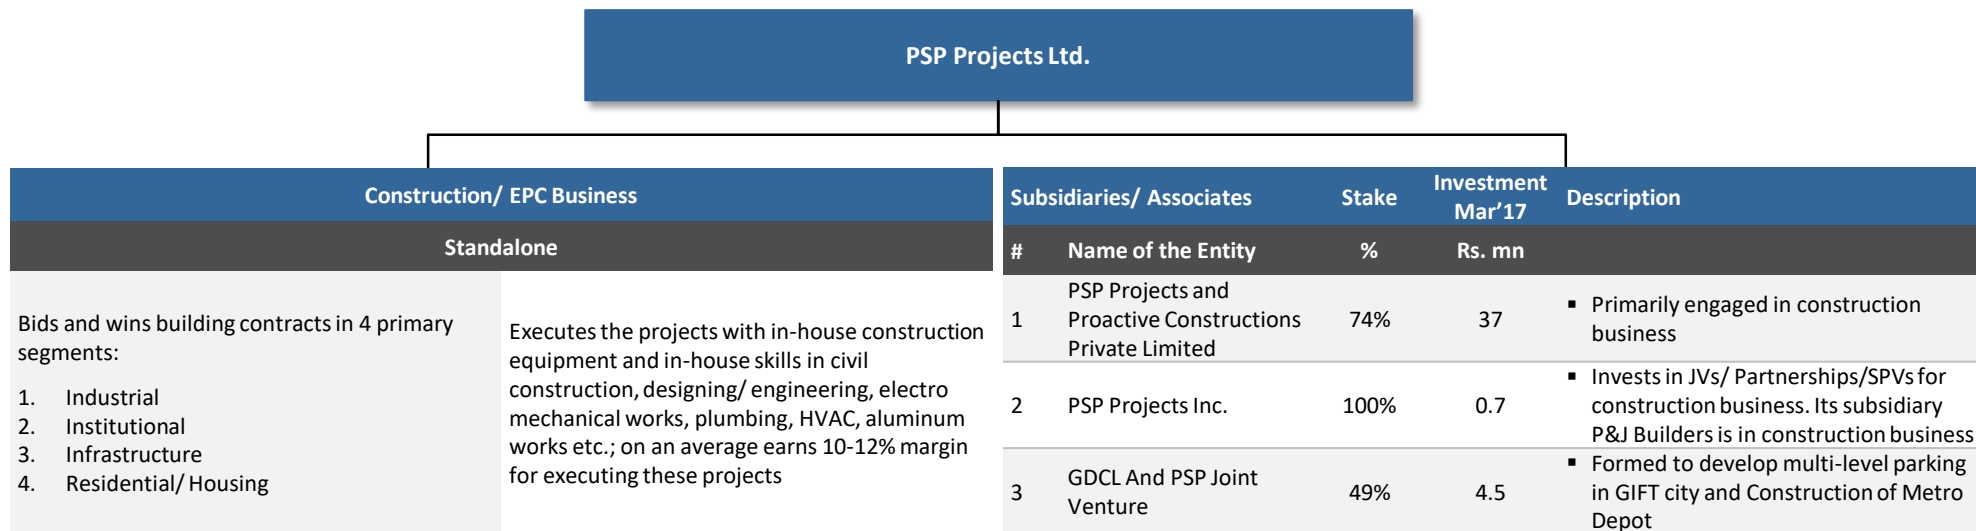 PSP Projects Ltd.
Construction/ EPC Business
Standalone
Bids and wins building contracts in 4 primary
segments:
1. Industrial
2. Institutional
3. Infrastructure
4. Residential/ Housing
Executes the projects with in-house construction
equipment and in-house skills in civil
construction, designing/ engineering, electro
mechanical works, plumbing, HVAC, aluminum
works etc.; on an average earns 10-12% margin
for executing these projects
Subsidiaries/ Associates
Stake
Investment
Mar'17
Description
# Name of the Entity % Rs. mn
1
PSP Projects and
Proactive Constructions
Private Limited
74%
37
▪ Primarily engaged in construction
business
2
PSP Projects Inc.
100%
0.7
▪ Invests in JVs/ Partnerships/SPVs for
construction business. Its subsidiary
P&J Builders is in construction business
3
GDCL And PSP Joint
Venture
49%
4.5
▪ Formed to develop multi-level parking
in GIFT city and Construction of Metro
Depot